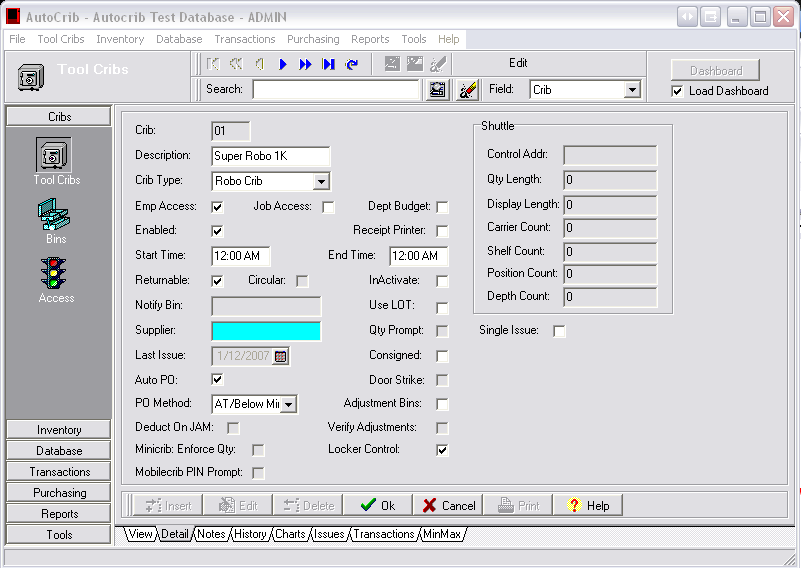 AutoCrib - Autocrib Test Database - ADMIN
File Tool Cribs Inventory Database Transactions Purchasing Reports Tools Help
Tool Cribs
Edit
Search: Field: Crib
Dashboard
Load Dashboard
Cribs
Tool Cribs
Bins
Access
Inventory
Database
Transactions
Purchasing
Reports
Tools
Crib: 01
Description: Super Robo 1K
Crib Type: Robo Crib
Emp Access: Job Access: Dept Budget:
Enabled: Receipt Printer:
Start Time: 12:00 AM End Time: 12:00 AM
Returnable: Circular: InActivate:
Notify Bin: Use LOT:
Supplier: Qty Prompt:
Last Issue: 1/12/2007 Consigned:
Auto PO: Door Strike:
PO Method: AT/Below Min Adjustment Bins:
Deduct On JAM: Verify Adjustments:
Minicrib: Enforce Qty: Locker Control:
Mobilecrib PIN Prompt:
Shuttle
Control Addr:
Qty Length: 0
Display Length: 0
Carrier Count: 0
Shelf Count: 0
Position Count: 0
Depth Count: 0
Single Issue:
Insert Edit Delete Ok Cancel Print Help
View Detail Notes History Charts Issues Transactions MinMax